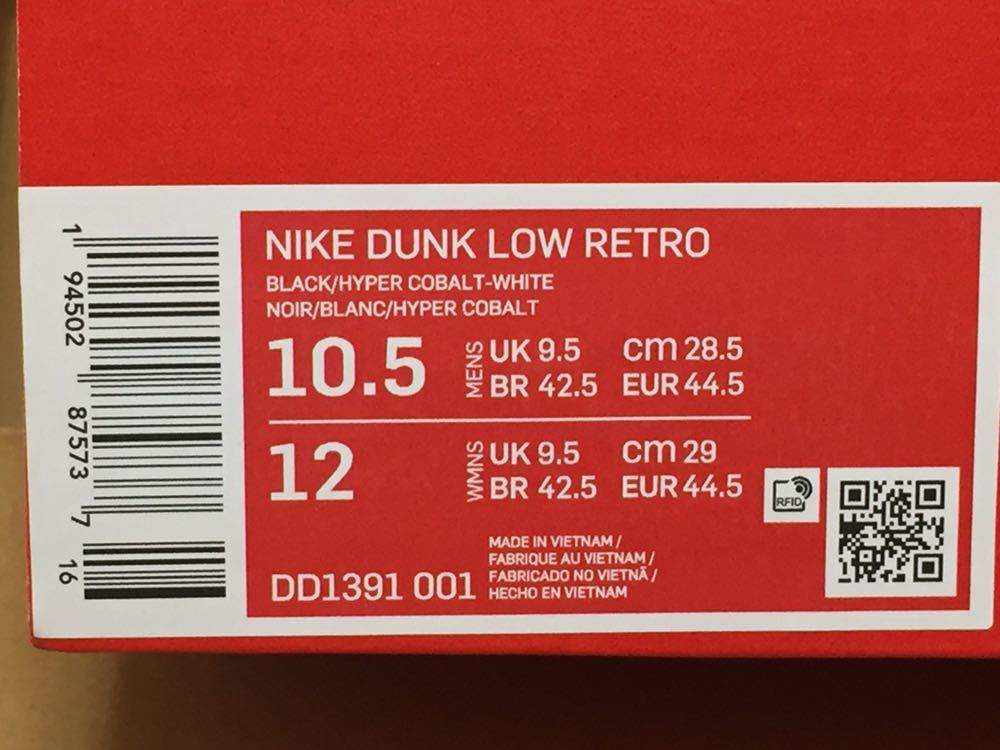 NIKE DUNK LOW RETRO
BLACK/HYPER COBALT-WHITE
NOIR/BLANC/HYPER COBALT
10.5 MENS UK 9.5 cm 28.5
BR 42.5 EUR 44.5
12 WMNS UK 9.5 cm 29
BR 42.5 EUR 44.5
RFID
MADE IN VIETNAM /
FABRIQUE AU VIETNAM /
FABRICADO NO VIETNÃ /
HECHO EN VIETNAM
DD1391 001
1 94502 87573 7 16